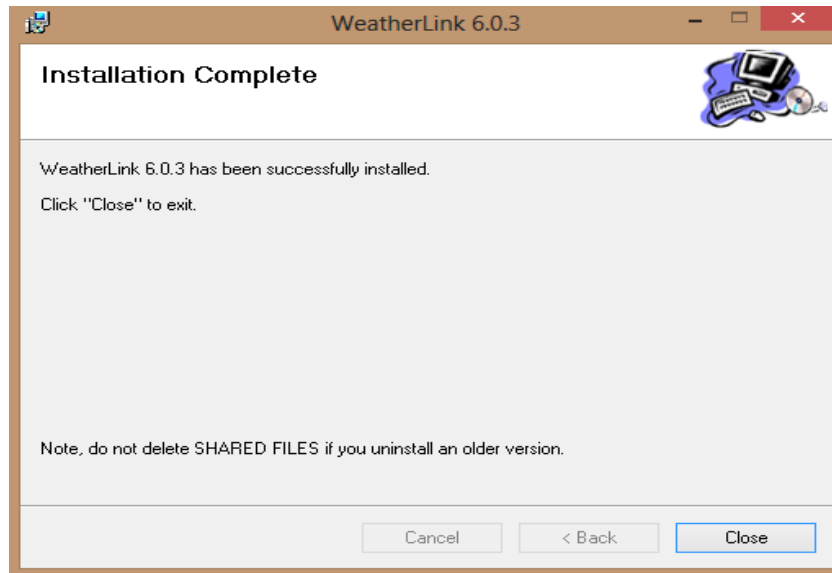 WeatherLink 6.0.3
Installation Complete
WeatherLink 6.0.3 has been successfully installed.
Click "Close" to exit.
Note, do not delete SHARED FILES if you uninstall an older version.
Cancel
< Back
Close